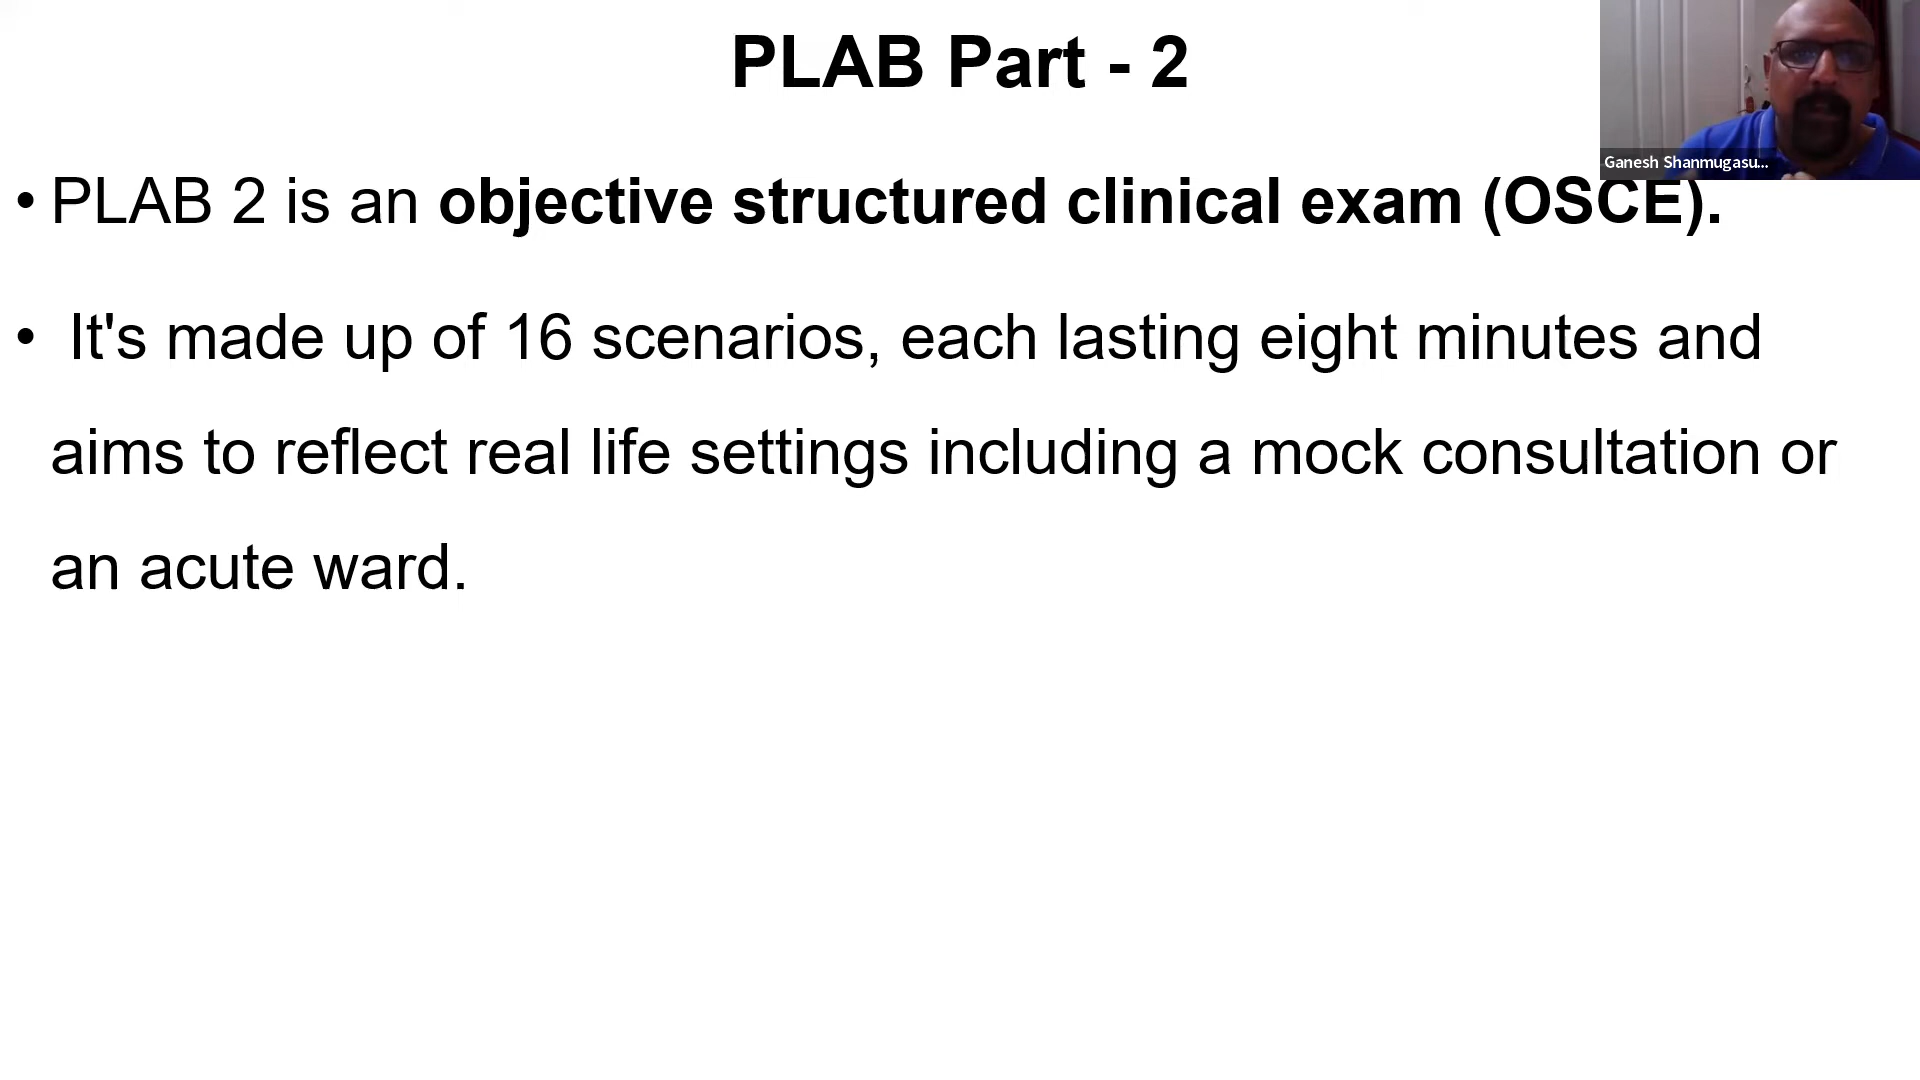 PLAB Part - 2
Ganesh Shanmugasu...
• PLAB 2 is an objective structured clinical exam (OSCE).
• It's made up of 16 scenarios, each lasting eight minutes and
aims to reflect real life settings including a mock consultation or
an acute ward.